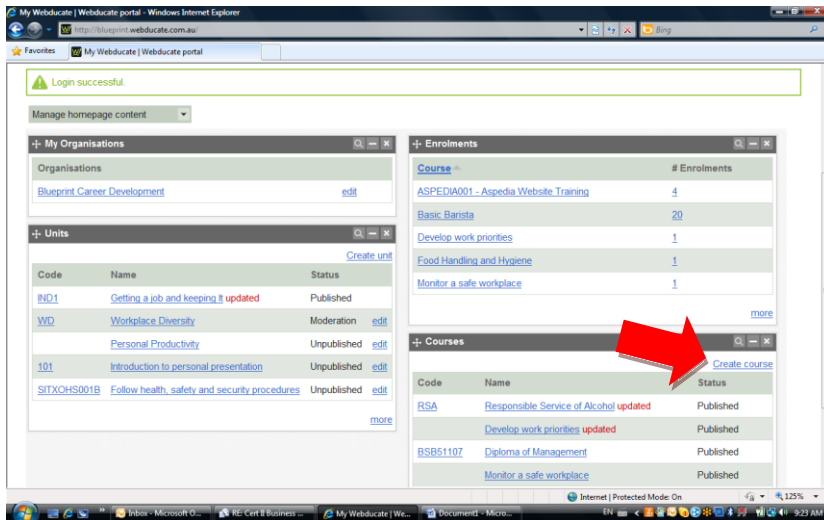 My Webducate | Webducate portal - Windows Internet Explorer
http://blueprint.webducate.com.au/
Bing
Favorites
My Webducate | Webducate portal
Login successful.
Manage homepage content
My Organisations
Organisations
Blueprint Career Development edit
Units
Create unit
Code Name Status
IND1 Getting a job and keeping It updated Published
WD Workplace Diversity Moderation edit
Personal Productivity Unpublished edit
101 Introduction to personal presentation Unpublished edit
SITXOHS001B Follow health, safety and security procedures Unpublished edit
more
Enrolments
Course # Enrolments
ASPEDIA001 - Aspedia Website Training 4
Basic Barista 20
Develop work priorities 1
Food Handling and Hygiene 1
Monitor a safe workplace 1
more
Courses
Create course
Code Name Status
RSA Responsible Service of Alcohol updated Published
Develop work priorities updated Published
BSB51107 Diploma of Management Published
Monitor a safe workplace Published
Internet | Protected Mode: On 125%
Inbox - Microsoft O... RE: Cert II Business ... My Webducate | We... Document1 - Micro... EN 9:23 AM